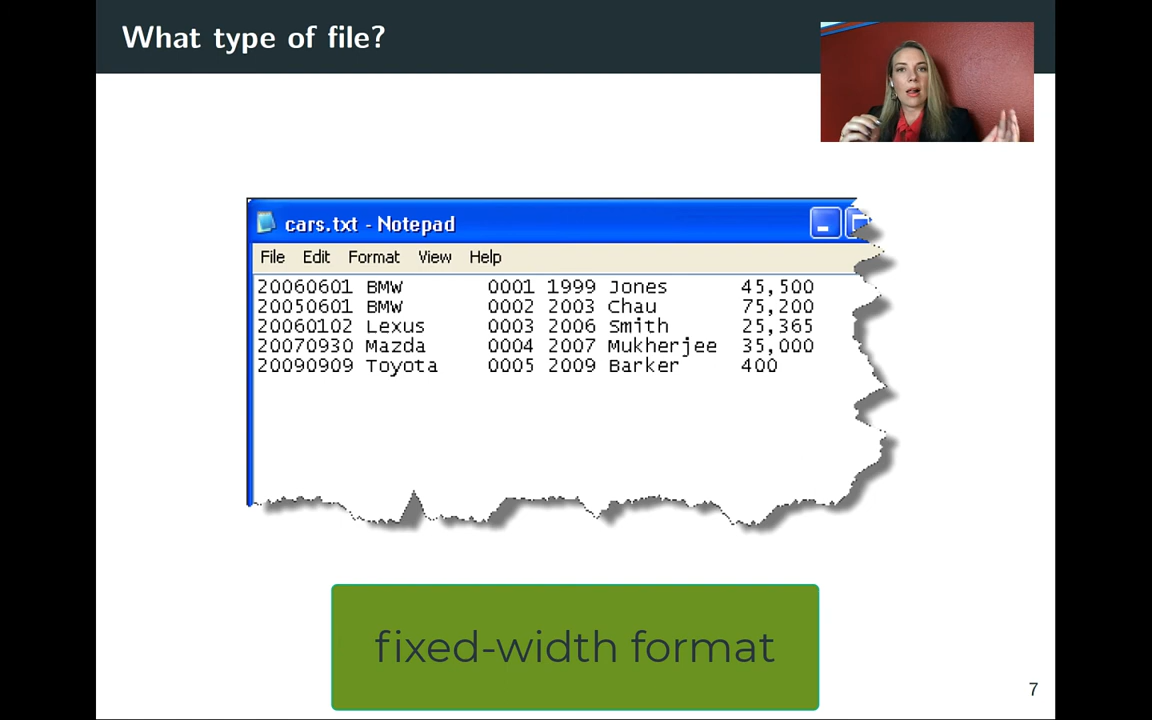 What type of file?
cars.txt - Notepad
File Edit Format View Help
20060601 BMW 0001 1999 Jones 45,500
20050601 BMW 0002 2003 Chau 75,200
20060102 Lexus 0003 2006 Smith 25,365
20070930 Mazda 0004 2007 Mukherjee 35,000
20090909 Toyota 0005 2009 Barker 400
fixed-width format
7